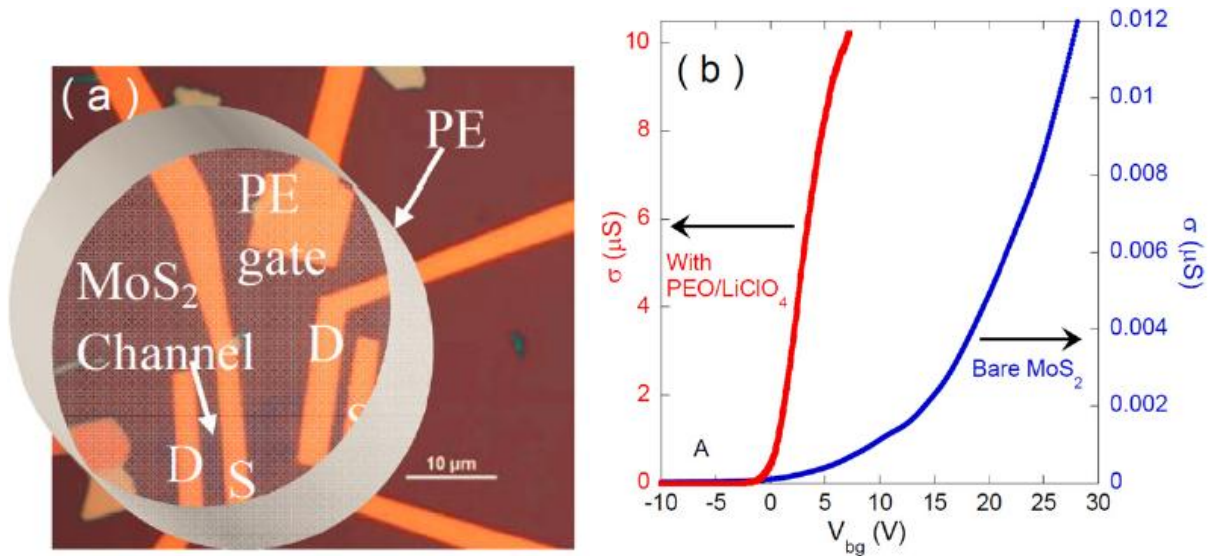 ( a )
PE
PE
gate
MoS2
Channel
D
S
D
S
10 µm
( b )
10
8
6
4
2
0
σ (µS)
With
PEO/LiClO4
Bare MoS2
A
-10
-5
0
5
10
15
20
25
30
Vbg (V)
0.012
0.01
0.008
0.006
0.004
0.002
0
σ (µS)